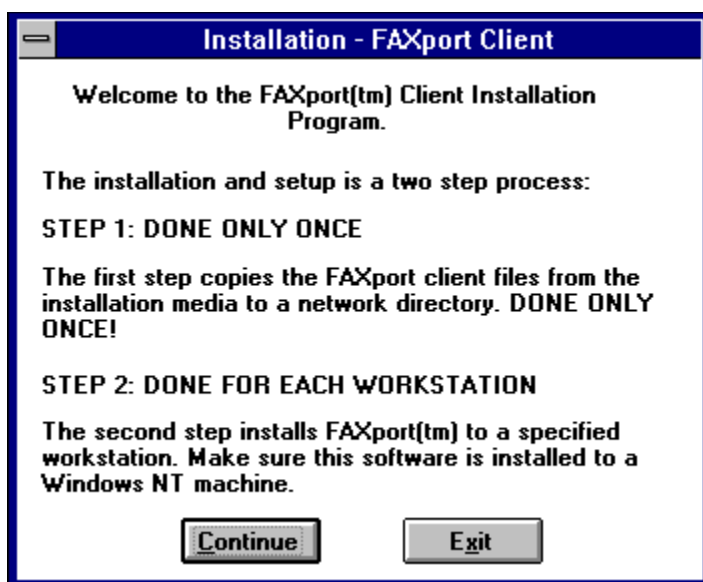 Installation - FAXport Client
Welcome to the FAXport(tm) Client Installation
Program.
The installation and setup is a two step process:
STEP 1: DONE ONLY ONCE
The first step copies the FAXport client files from the
installation media to a network directory. DONE ONLY
ONCE!
STEP 2: DONE FOR EACH WORKSTATION
The second step installs FAXport(tm) to a specified
workstation. Make sure this software is installed to a
Windows NT machine.
Continue Exit